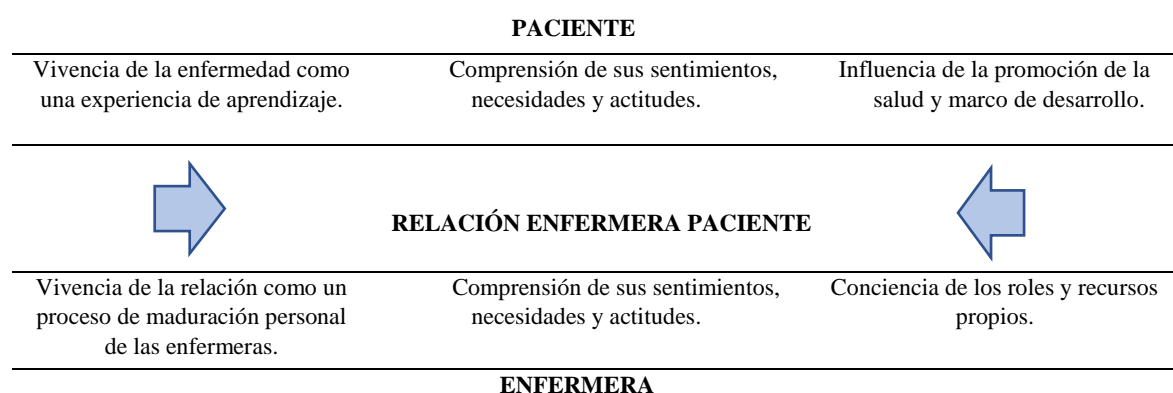 PACIENTE
Vivencia de la enfermedad como
una experiencia de aprendizaje.
Comprensión de sus sentimientos,
necesidades y actitudes.
Influencia de la promoción de la
salud y marco de desarrollo.
RELACIÓN ENFERMERA PACIENTE
Vivencia de la relación como un
proceso de maduración personal
de las enfermeras.
Comprensión de sus sentimientos,
necesidades y actitudes.
Conciencia de los roles y recursos
propios.
ENFERMERA